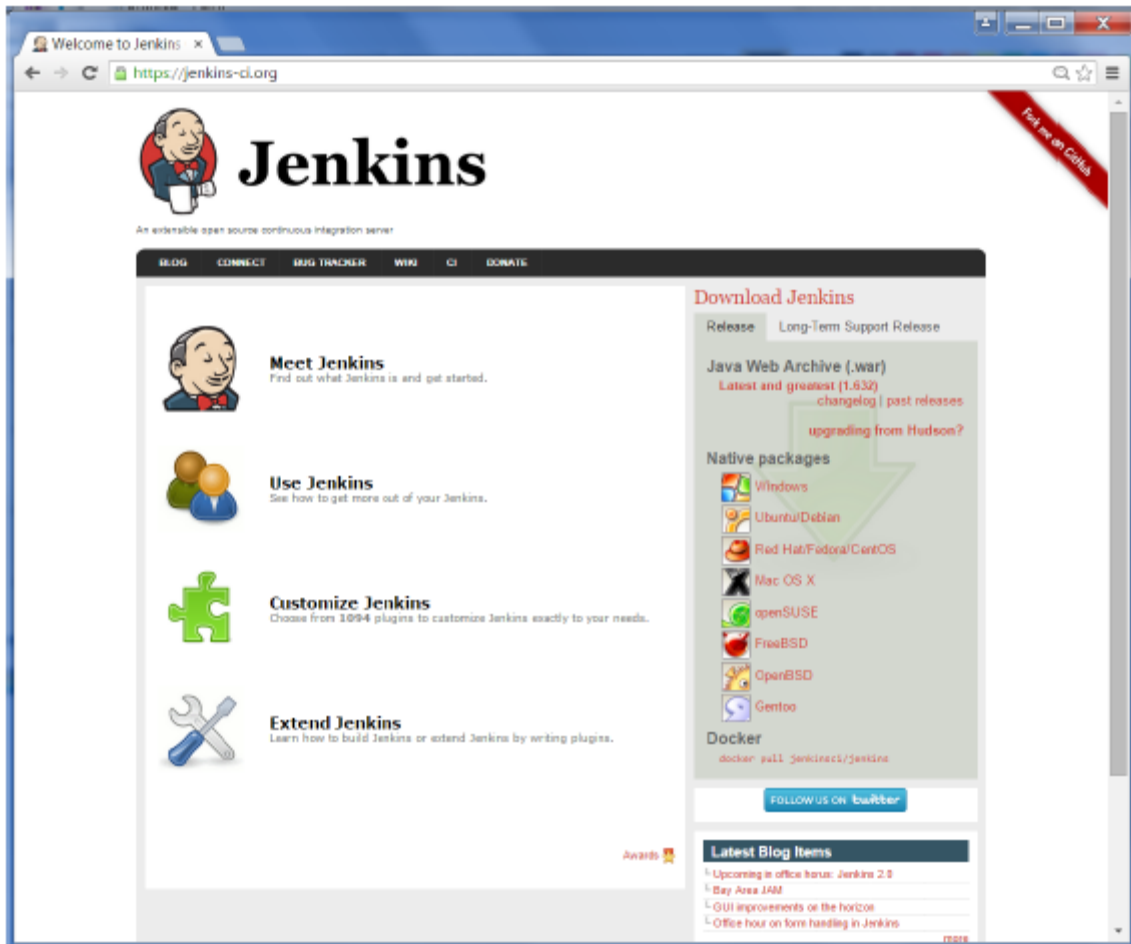 Welcome to Jenkins
https://jenkins-ci.org
Fork me on GitHub
Jenkins
An extensible open source continuous integration server
BLOG CONNECT BUG TRACKER WIKI CI DONATE
Meet Jenkins
Find out what Jenkins is and get started.
Use Jenkins
See how to get more out of your Jenkins.
Customize Jenkins
Choose from 1094 plugins to customize Jenkins exactly to your needs.
Extend Jenkins
Learn how to build Jenkins or extend Jenkins by writing plugins.
Awards
Download Jenkins
Release Long-Term Support Release
Java Web Archive (.war)
Latest and greatest (1.632)
changelog | past releases
upgrading from Hudson?
Native packages
Windows
Ubuntu/Debian
Red Hat/Fedora/CentOS
Mac OS X
openSUSE
FreeBSD
OpenBSD
Gentoo
Docker
docker pull jenkinsci/jenkins
FOLLOW US ON twitter
Latest Blog Items
Upcoming in office horus: Jenkins 2.0
Bay Area JAM
GUI improvements on the horizon
Office hour on form handling in Jenkins
more